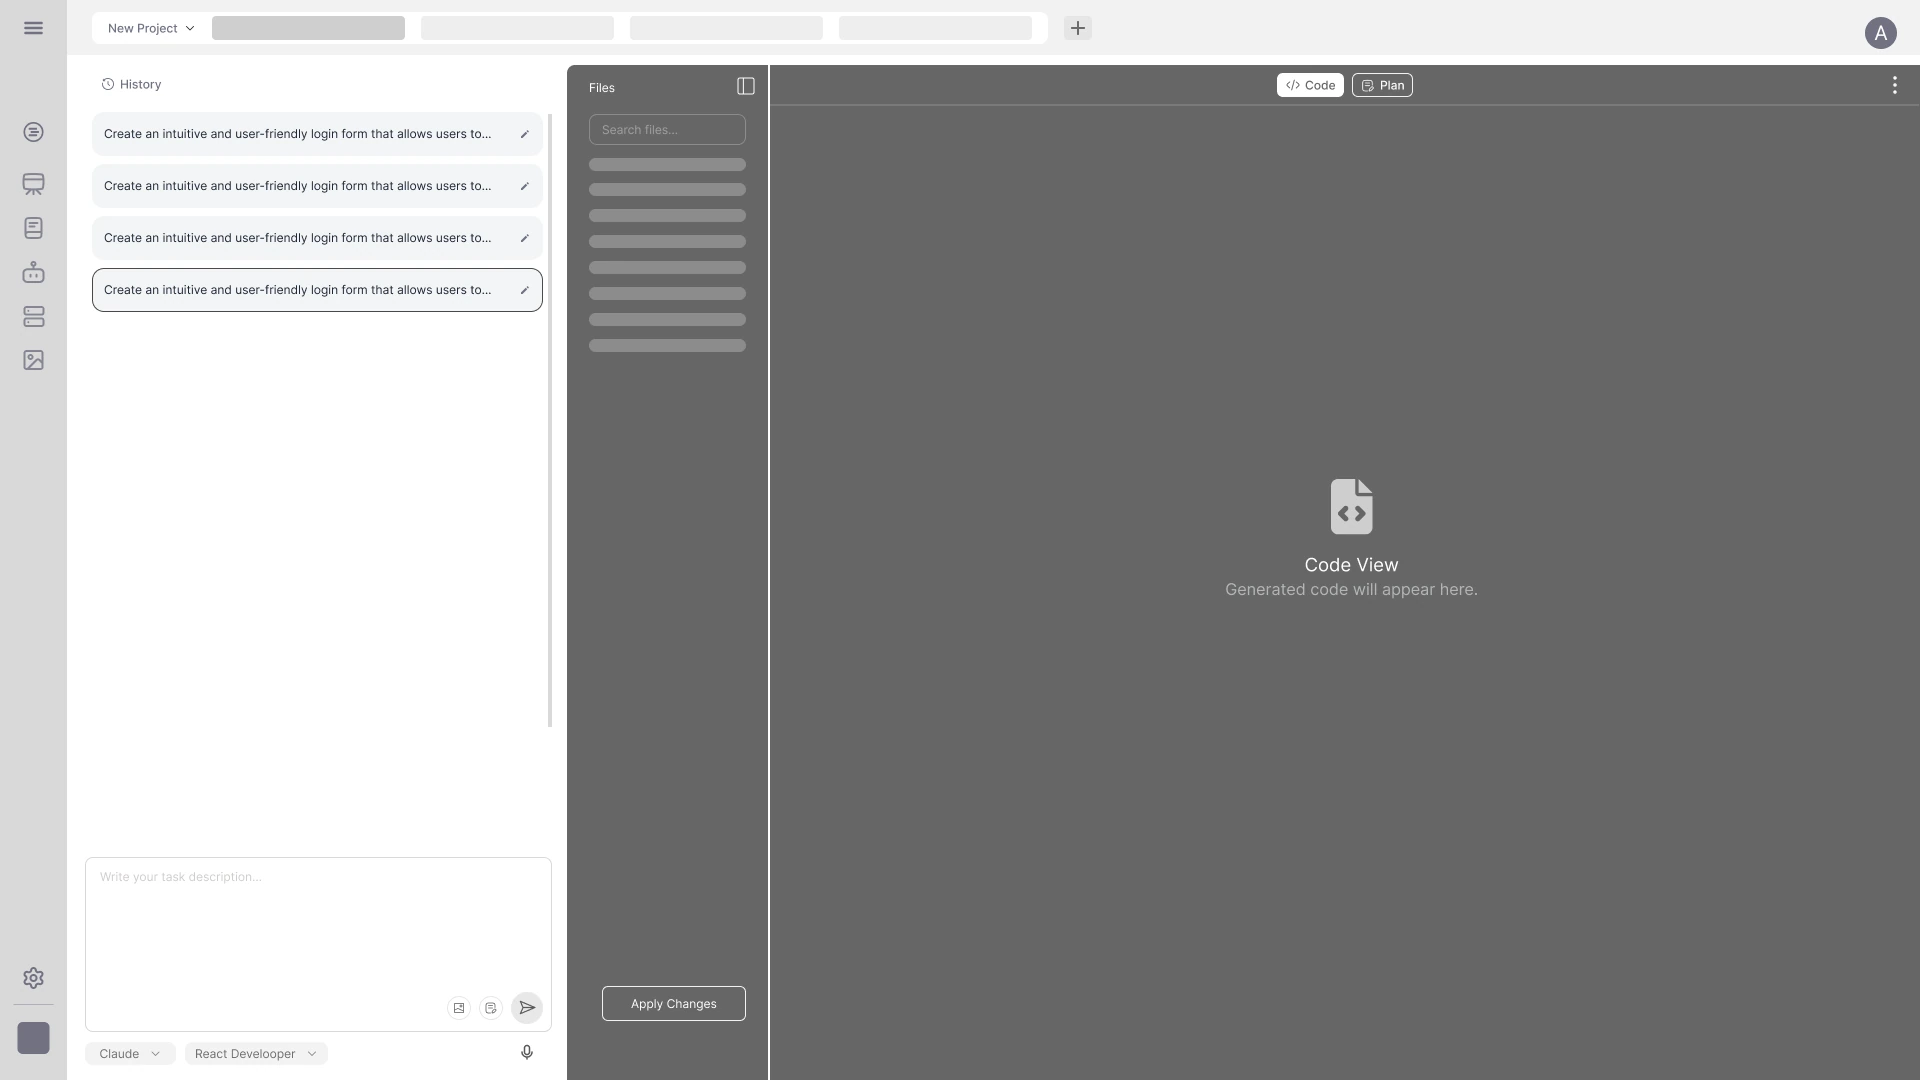 New Project
A
History
Create an intuitive and user-friendly login form that allows users to...
Create an intuitive and user-friendly login form that allows users to...
Create an intuitive and user-friendly login form that allows users to...
Create an intuitive and user-friendly login form that allows users to...
Write your task description...
Claude
React Develooper
Files
Search files...
Apply Changes
</> Code
Plan
Code View
Generated code will appear here.